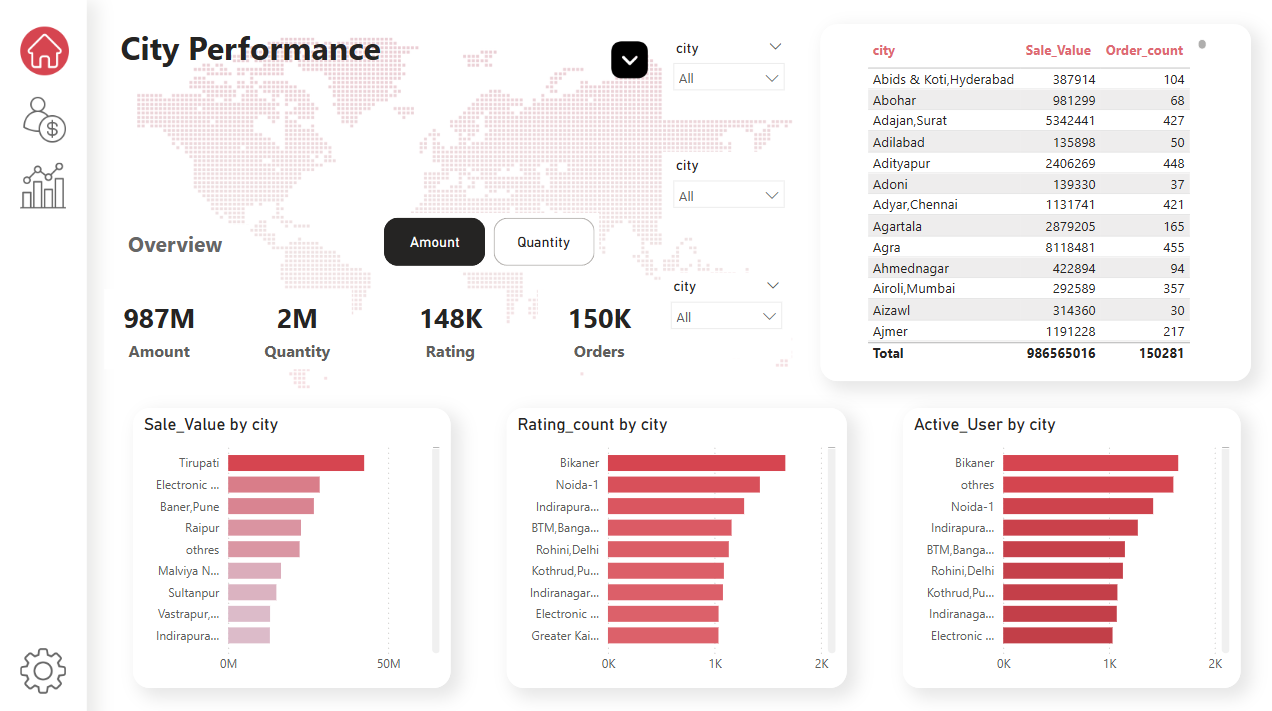 City Performance
city
All
city
All
Overview
Amount
Quantity
city
All
987M
2M
148K
150K
Amount
Quantity
Rating
Orders
city Sale_Value Order_count
Abids & Koti,Hyderabad 387914 104
Abohar 981299 68
Adajan,Surat 5342441 427
Adilabad 135898 50
Adityapur 2406269 448
Adoni 139330 37
Adyar,Chennai 1131741 421
Agartala 2879205 165
Agra 8118481 455
Ahmednagar 422894 94
Airoli,Mumbai 292589 357
Aizawl 314360 30
Ajmer 1191228 217
Total 986565016 150281
Sale_Value by city
Tirupati
Electronic ...
Baner,Pune
Raipur
othres
Malviya N...
Sultanpur
Vastrapur,...
Indirapura...
0M 50M
Rating_count by city
Bikaner
Noida-1
Indirapura...
BTM,Banga...
Rohini,Delhi
Kothrud,Pu...
Indiranagar...
Electronic ...
Greater Kai...
0K 1K 2K
Active_User by city
Bikaner
othres
Noida-1
Indirapura...
BTM,Banga...
Rohini,Delhi
Kothrud,Pu...
Indiranaga...
Electronic ...
0K 1K 2K